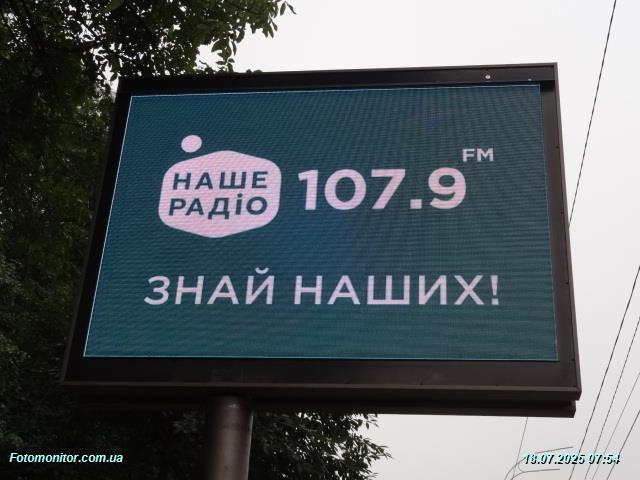 НАШЕ
РАДІО
107.9 FM
ЗНАЙ НАШИХ!
Fotomonitor.com.ua
18.07.2025 07:54